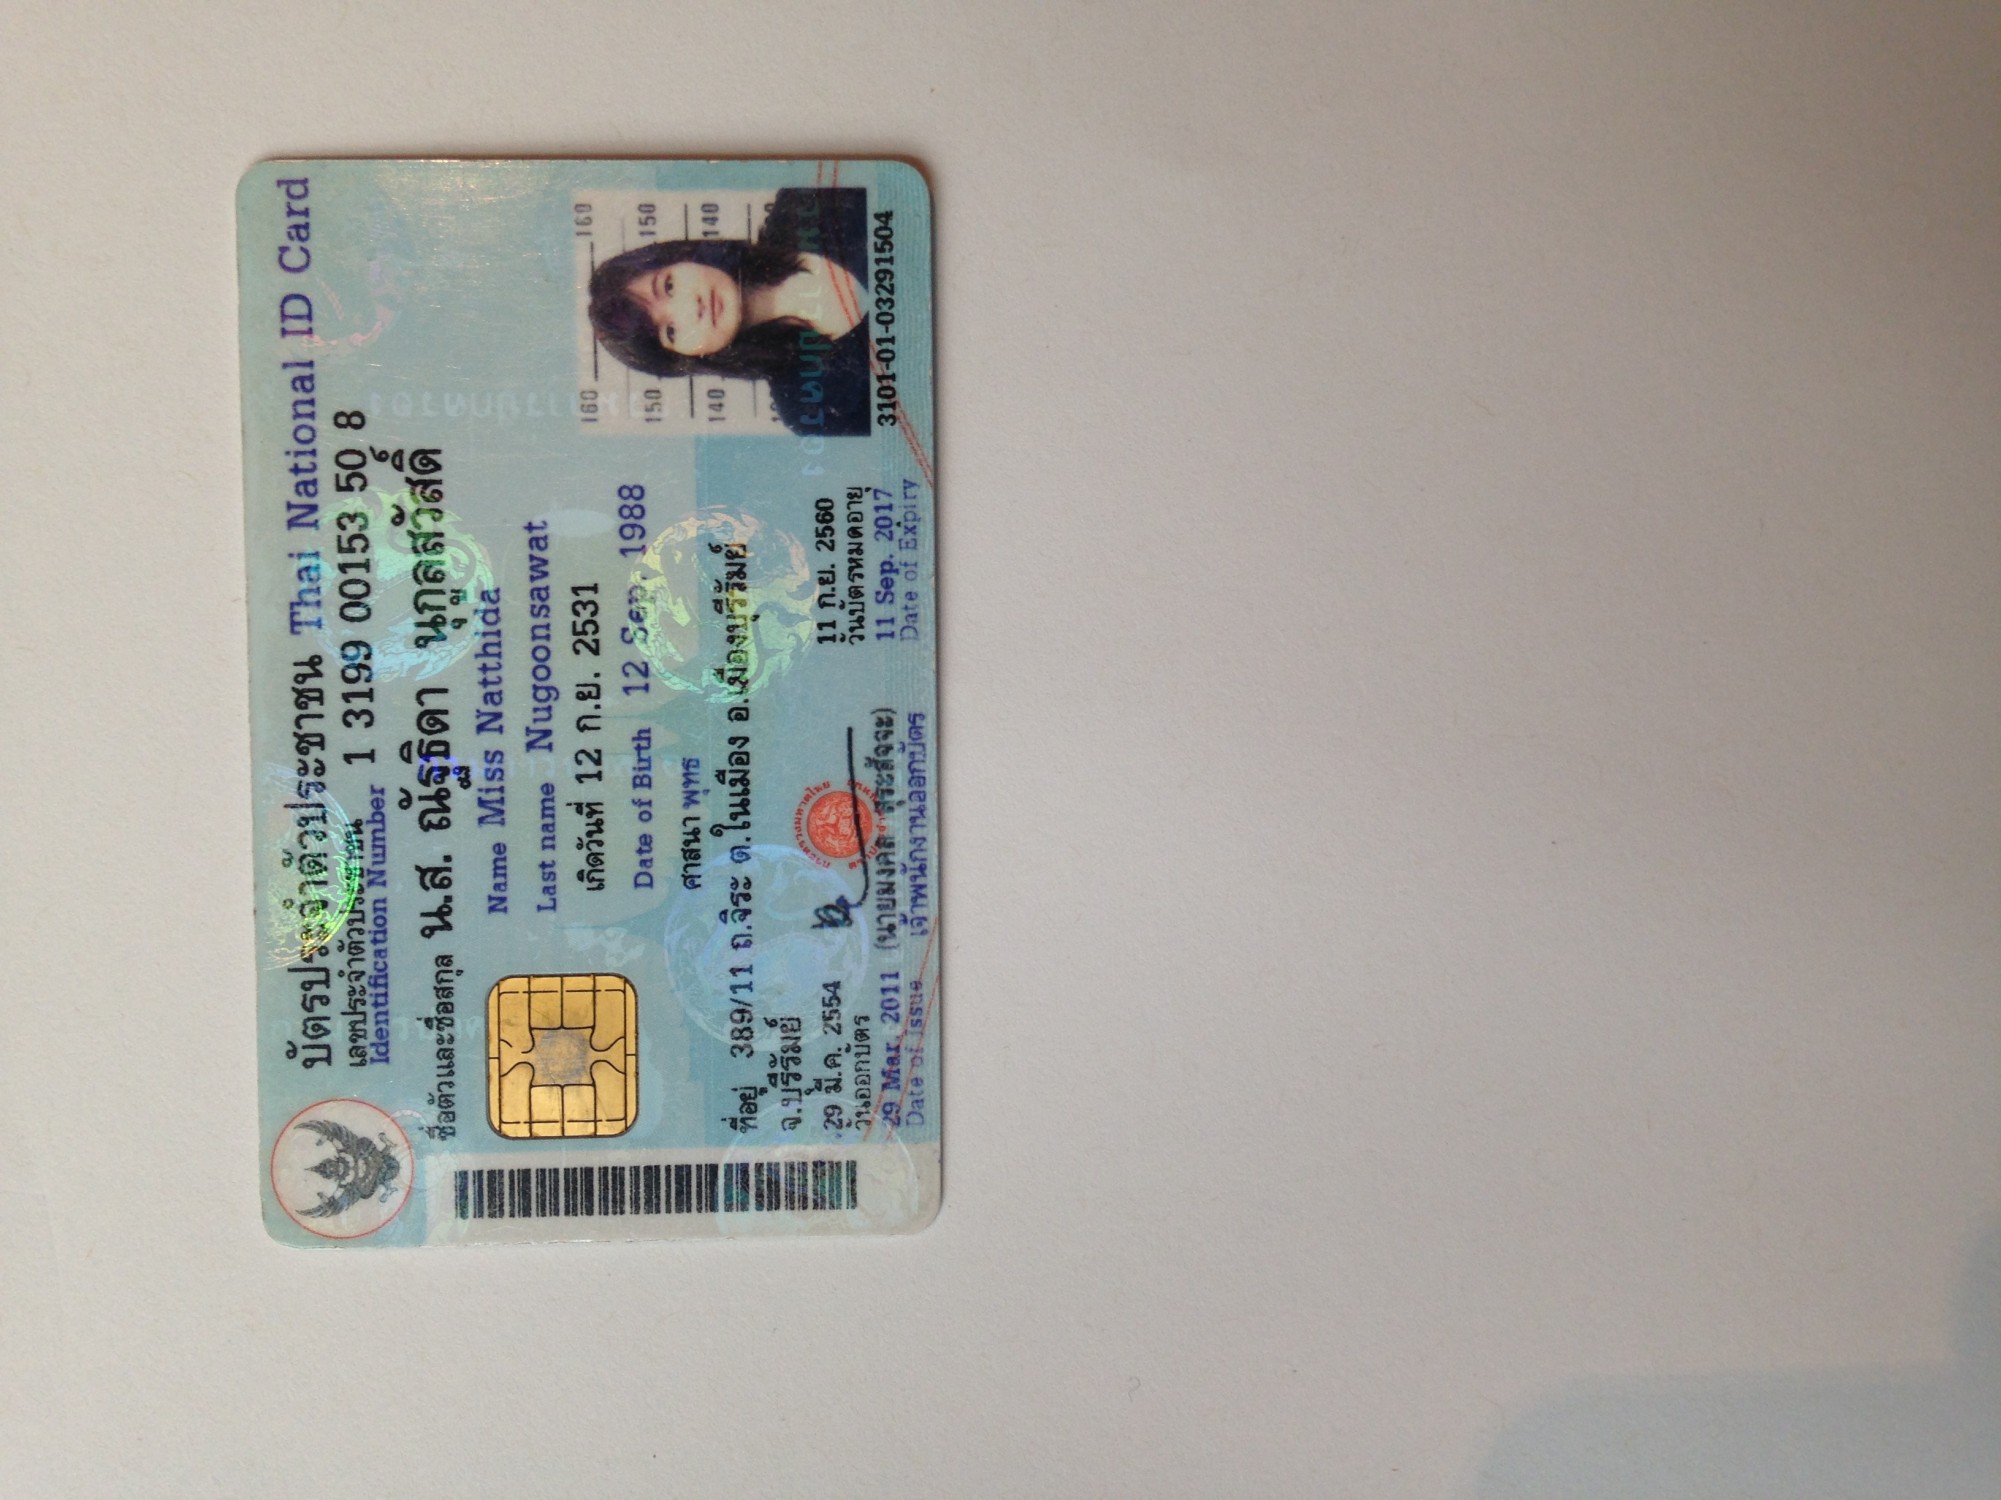 บัตรประจำตัวประชาชน Thai National ID Card
เลขประจำตัวประชาชน
Identification Number
1 3199 00153 50 8
ชื่อตัวและชื่อสกุล น.ส. ณัฐธิดา นุกูลสวัสดิ์
Name Miss Natthida
Last name Nugoonsawat
เกิดวันที่ 12 ก.ย. 2531
Date of Birth 12 Sep. 1988
ศาสนา พุทธ
ที่อยู่ 389/11 ถ.จิระ ต.ในเมือง อ.เมืองบุรีรัมย์
จ.บุรีรัมย์
29 มี.ค. 2554
วันออกบัตร
29 Mar. 2011
Date of Issue
(นายมงคล สุระสัจจะ)
เจ้าพนักงานออกบัตร
11 ก.ย. 2560
วันบัตรหมดอายุ
11 Sep. 2017
Date of Expiry
160 160
150 150
140 140
3101-01-03291504